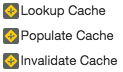 Lookup Cache
Populate Cache
Invalidate Cache